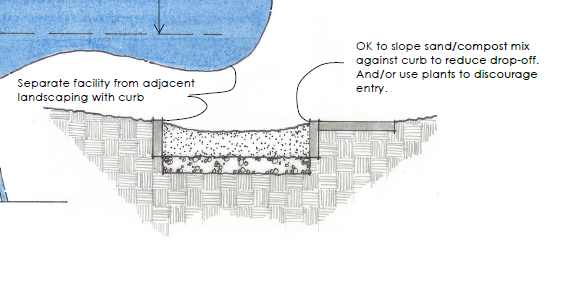 Separate facility from adjacent
landscaping with curb
OK to slope sand/compost mix
against curb to reduce drop-off.
And/or use plants to discourage
entry.